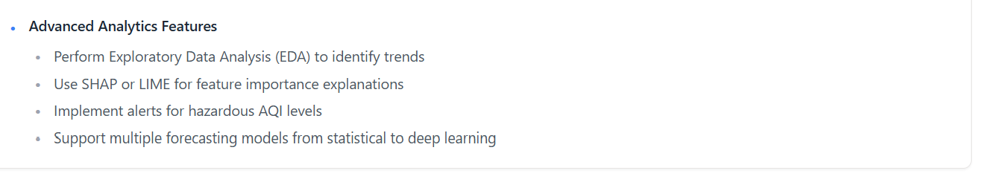 Advanced Analytics Features
Perform Exploratory Data Analysis (EDA) to identify trends
Use SHAP or LIME for feature importance explanations
Implement alerts for hazardous AQI levels
Support multiple forecasting models from statistical to deep learning